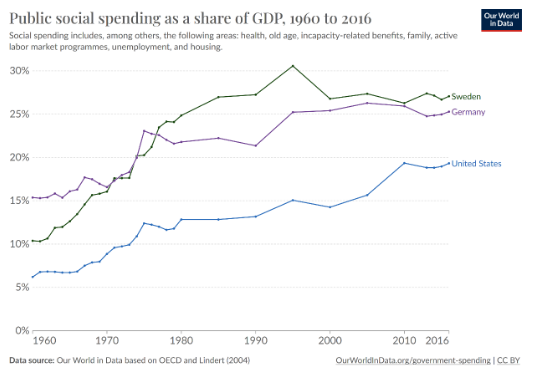 Public social spending as a share of GDP, 1960 to 2016
Our World
in Data
Social spending includes, among others, the following areas: health, old age, incapacity-related benefits, family, active
labor market programmes, unemployment, and housing.
30%
25%
20%
15%
10%
5%
0%
Sweden
Germany
United States
1960
1970
1980
1990
2000
2010
2016
Data source: Our World in Data based on OECD and Lindert (2004)
OurWorldInData.org/government-spending | CC BY